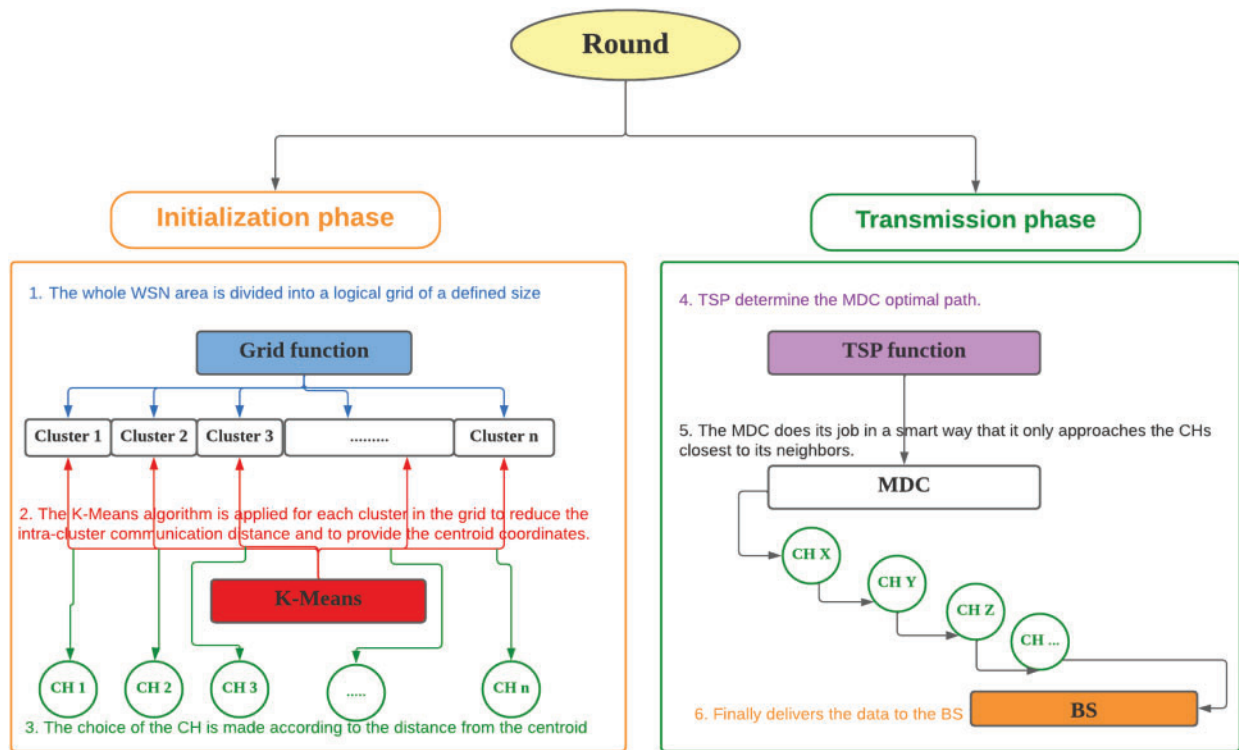 Round
Initialization phase
Transmission phase
1. The whole WSN area is divided into a logical grid of a defined size
Grid function
Cluster 1
Cluster 2
Cluster 3
.........
Cluster n
2. The K-Means algorithm is applied for each cluster in the grid to reduce the
intra-cluster communication distance and to provide the centroid coordinates.
K-Means
CH 1
CH 2
CH 3
.....
CH n
3. The choice of the CH is made according to the distance from the centroid
4. TSP determine the MDC optimal path.
TSP function
5. The MDC does its job in a smart way that it only approaches the CHs
closest to its neighbors.
MDC
CH X
CH Y
CH Z
CH ...
6. Finally delivers the data to the BS
BS